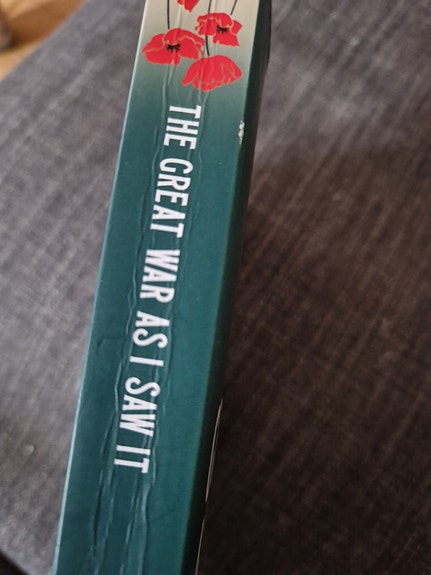 THE GREAT WAR AS I SAW IT